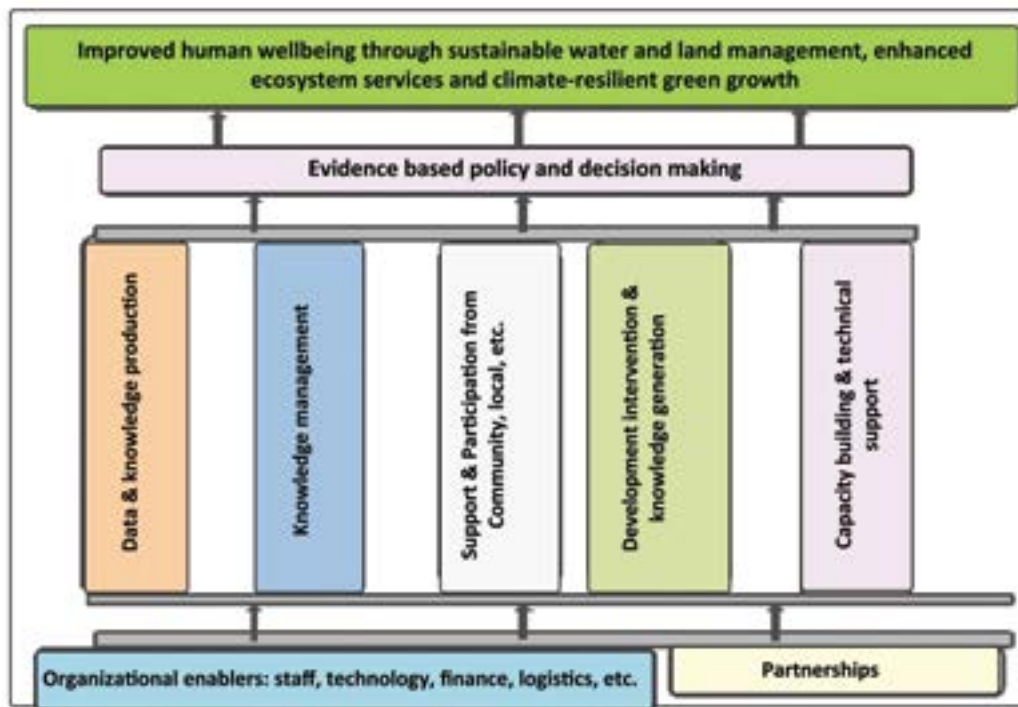 Improved human wellbeing through sustainable water and land management, enhanced
ecosystem services and climate-resilient green growth
Evidence based policy and decision making
Data & knowledge production
Knowledge management
Support & Participation from
Community, local, etc.
Development intervention &
knowledge generation
Capacity building & technical
support
Organizational enablers: staff, technology, finance, logistics, etc.
Partnerships